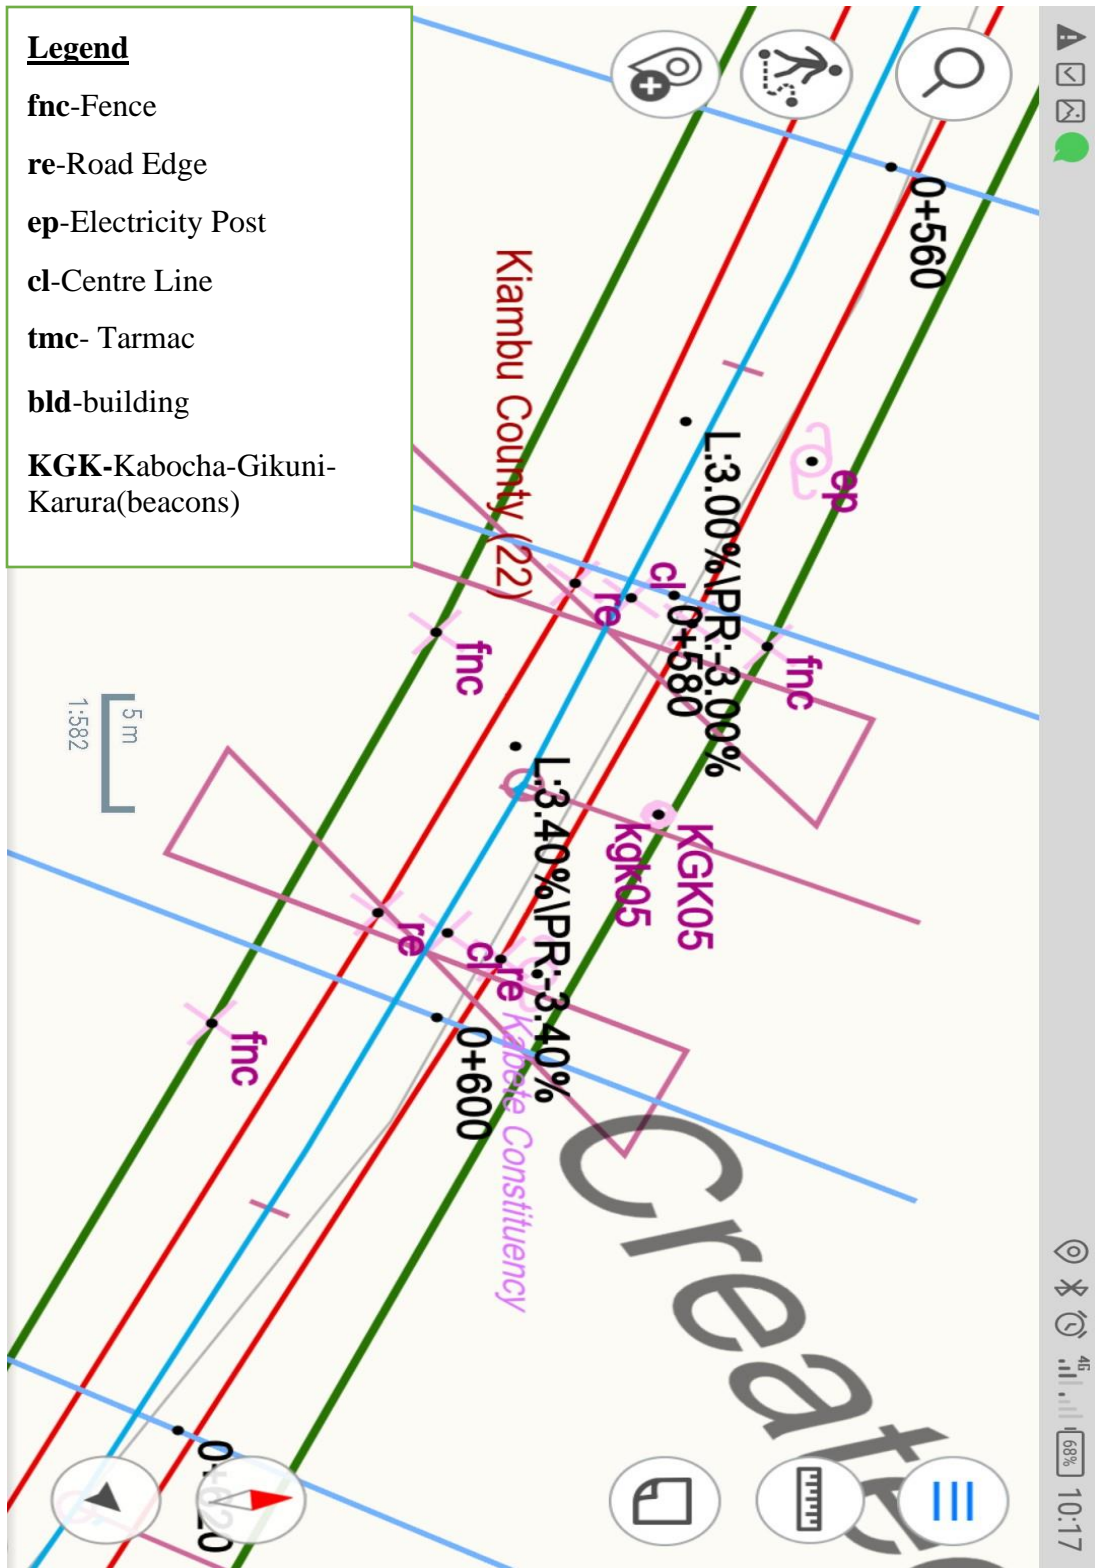 Legend
fnc-Fence
re-Road Edge
ep-Electricity Post
cl-Centre Line
tmc- Tarmac
bld-building
KGK-Kabocha-Gikuni-
Karura(beacons)
0+560
Kiambu County (22)
L:3.00%\PR:-3.00%
ep
cl
re
0+580
fnc
fnc
5 m
1:582
L:3.40%\PR:-3.40%
KGK05
kgk05
re
cl
re
fnc
0+600
Kabete Constituency
Create
0+620
4G
68%
10:17